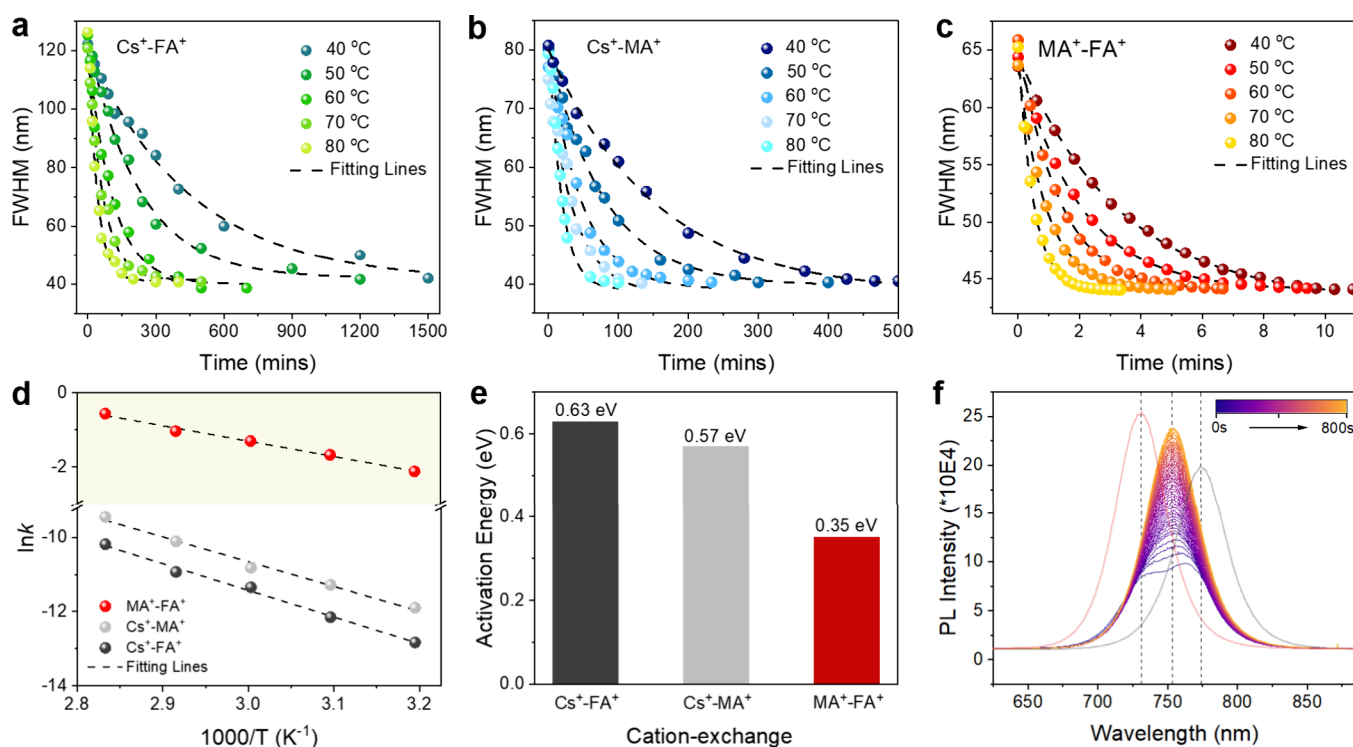 a
Cs⁺-FA⁺
120
100
80
60
40
FWHM (nm)
40 °C
50 °C
60 °C
70 °C
80 °C
Fitting Lines
0 300 600 900 1200 1500
Time (mins)
b
Cs⁺-MA⁺
80
70
60
50
40
FWHM (nm)
40 °C
50 °C
60 °C
70 °C
80 °C
Fitting Lines
0 100 200 300 400 500
Time (mins)
c
MA⁺-FA⁺
65
60
55
50
45
FWHM (nm)
40 °C
50 °C
60 °C
70 °C
80 °C
Fitting Lines
0 2 4 6 8 10
Time (mins)
d
0
-2
-10
-12
-14
lnk
MA⁺-FA⁺
Cs⁺-MA⁺
Cs⁺-FA⁺
Fitting Lines
2.8 2.9 3.0 3.1 3.2
1000/T (K⁻¹)
e
0.6
0.4
0.2
0.0
Activation Energy (eV)
0.63 eV
0.57 eV
0.35 eV
Cs⁺-FA⁺ Cs⁺-MA⁺ MA⁺-FA⁺
Cation-exchange
f
25
20
15
10
5
0
PL Intensity (*10E4)
0s 800s
650 700 750 800 850
Wavelength (nm)